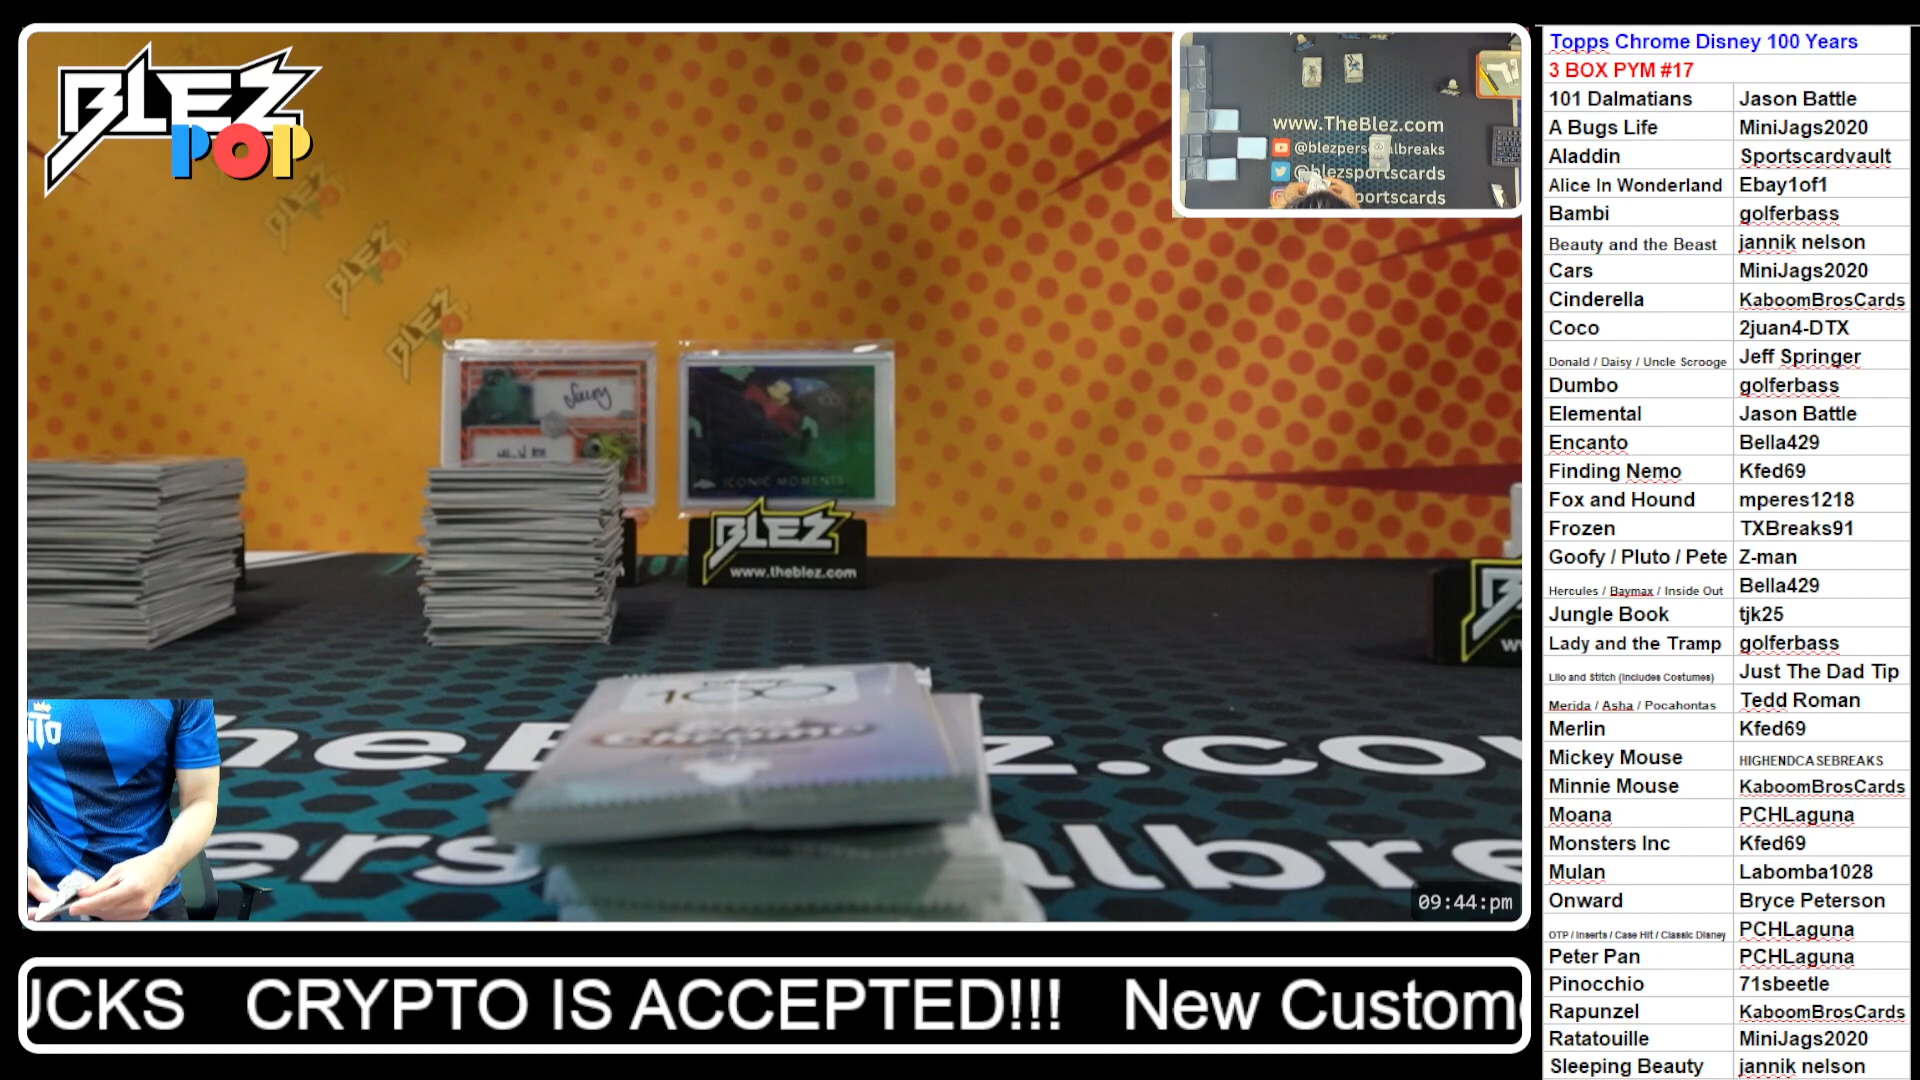 BLEZ
POP
BLEZ
BLEZ
BLEZ
www.TheBlez.com
@blezsportscards
portscards
ICONIC MOMENTS
BLEZ
www.theblez.com
100
09:44:pm
UCKS CRYPTO IS ACCEPTED!!! New Custom
Topps Chrome Disney 100 Years
3 BOX PYM #17
101 Dalmatians Jason Battle
A Bugs Life MiniJags2020
Aladdin Sportscardvault
Alice In Wonderland Ebay1of1
Bambi golferbass
Beauty and the Beast jannik nelson
Cars MiniJags2020
Cinderella KaboomBrosCards
Coco 2juan4-DTX
Donald / Daisy / Uncle Scrooge Jeff Springer
Dumbo golferbass
Elemental Jason Battle
Encanto Bella429
Finding Nemo Kfed69
Fox and Hound mperes1218
Frozen TXBreaks91
Goofy / Pluto / Pete Z-man
Hercules / Baymax / Inside Out Bella429
Jungle Book tjk25
Lady and the Tramp golferbass
Lilo and Stitch (Includes Costumes) Just The Dad Tip
Merida / Asha / Pocahontas Tedd Roman
Merlin Kfed69
Mickey Mouse HIGHENDCASEBREAKS
Minnie Mouse KaboomBrosCards
Moana PCHLaguna
Monsters Inc Kfed69
Mulan Labomba1028
Onward Bryce Peterson
OTP / Inserts / Case Hit / Classic Disney PCHLaguna
Peter Pan PCHLaguna
Pinocchio 71sbeetle
Rapunzel KaboomBrosCards
Ratatouille MiniJags2020
Sleeping Beauty jannik nelson